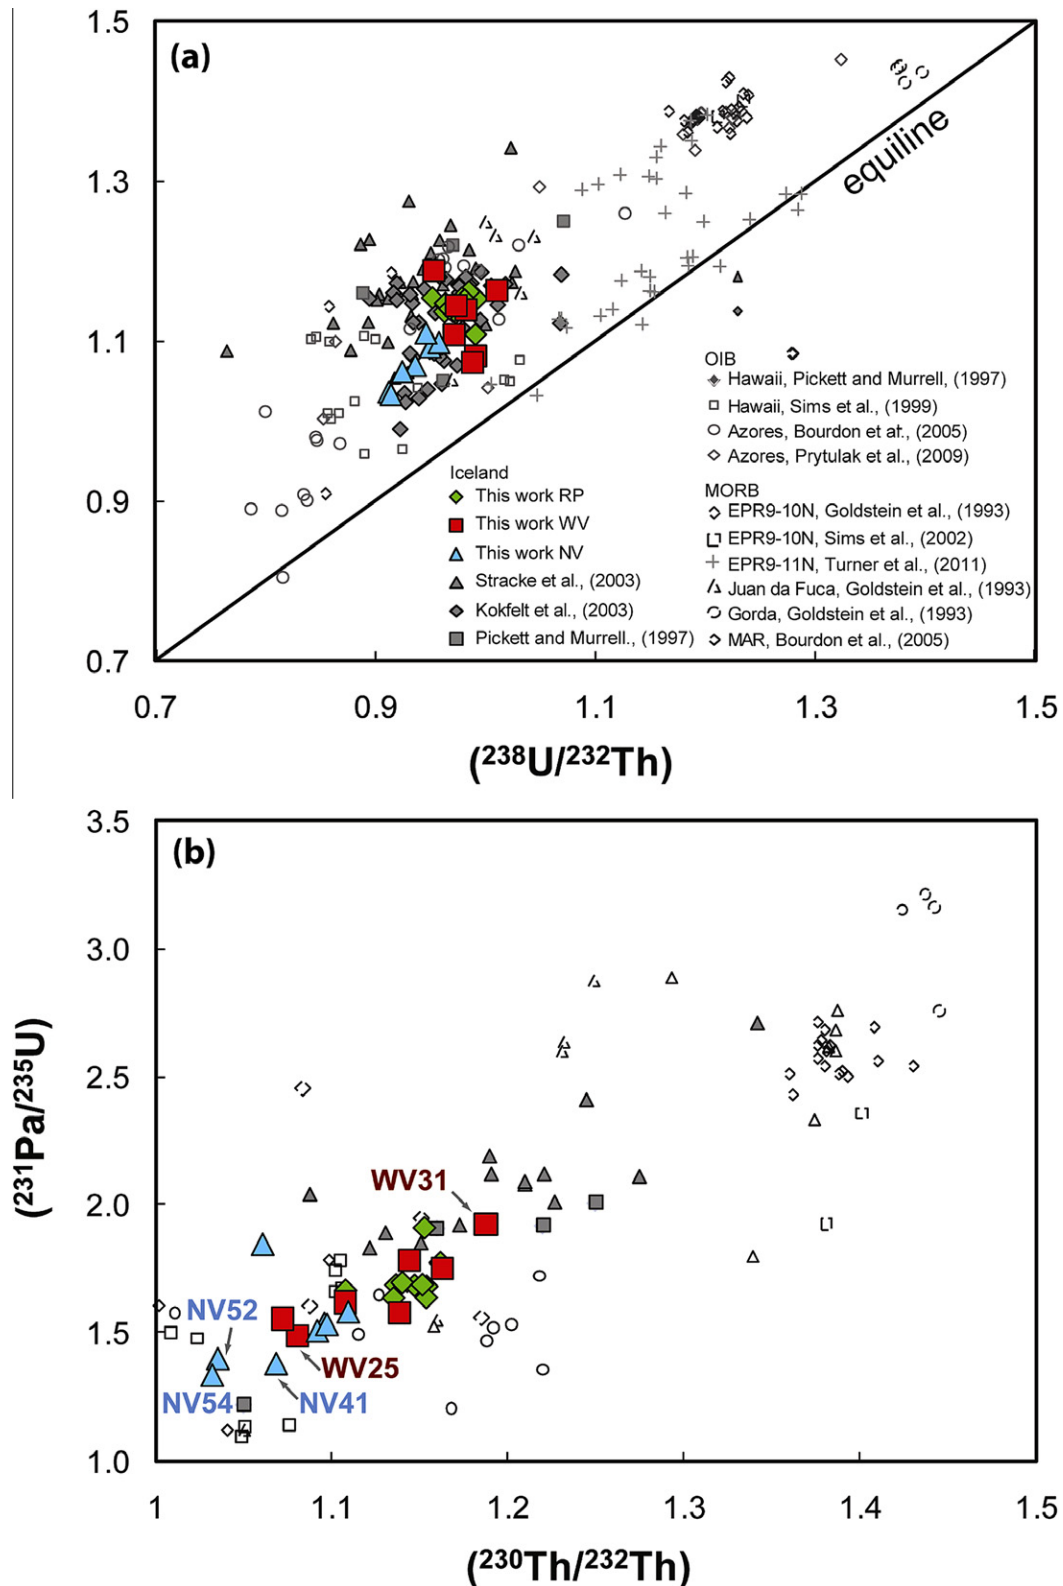 1.5
(a)
equiline
1.3
1.1
0.9
0.7
OIB
Hawaii, Pickett and Murrell, (1997)
Hawaii, Sims et al., (1999)
Azores, Bourdon et al., (2005)
Azores, Prytulak et al., (2009)
MORB
EPR9-10N, Goldstein et al., (1993)
EPR9-10N, Sims et al., (2002)
EPR9-11N, Turner et al., (2011)
Juan da Fuca, Goldstein et al., (1993)
Gorda, Goldstein et al., (1993)
MAR, Bourdon et al., (2005)
Iceland
This work RP
This work WV
This work NV
Stracke et al., (2003)
Kokfelt et al., (2003)
Pickett and Murrell., (1997)
0.7 0.9 1.1 1.3 1.5
(²³⁸U/²³²Th)
3.5
(b)
3.0
2.5
2.0
1.5
1.0
(²³¹Pa/²³⁵U)
WV31
NV52
WV25
NV54
NV41
1 1.1 1.2 1.3 1.4 1.5
(²³⁰Th/²³²Th)